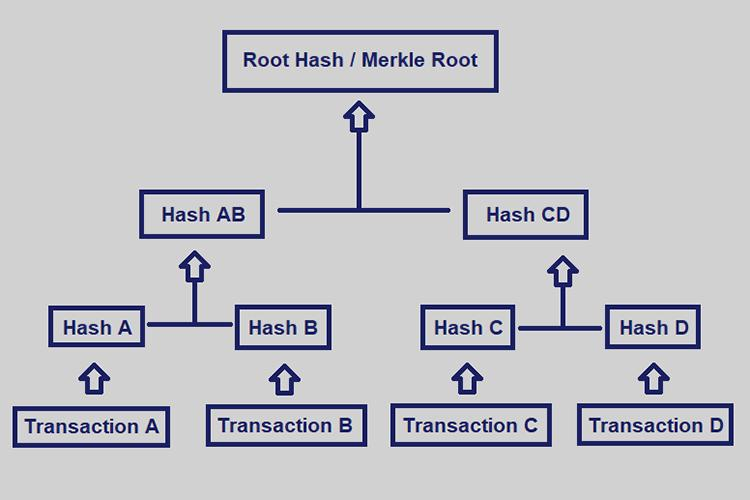 Root Hash / Merkle Root
Hash AB
Hash CD
Hash A
Hash B
Hash C
Hash D
Transaction A
Transaction B
Transaction C
Transaction D